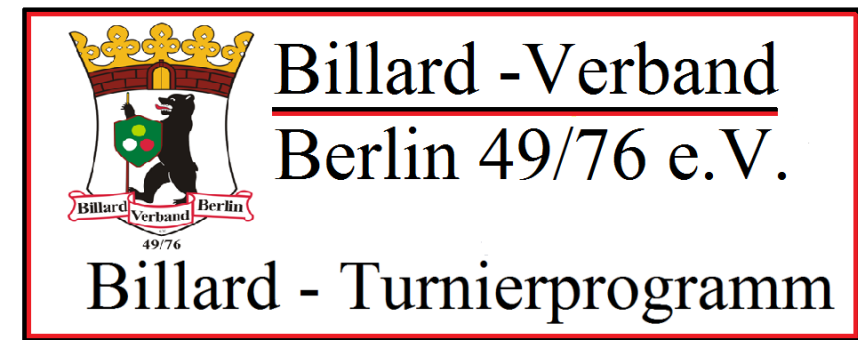 Billard -Verband
Berlin 49/76 e.V.
Billard Verband Berlin
49/76
Billard - Turnierprogramm